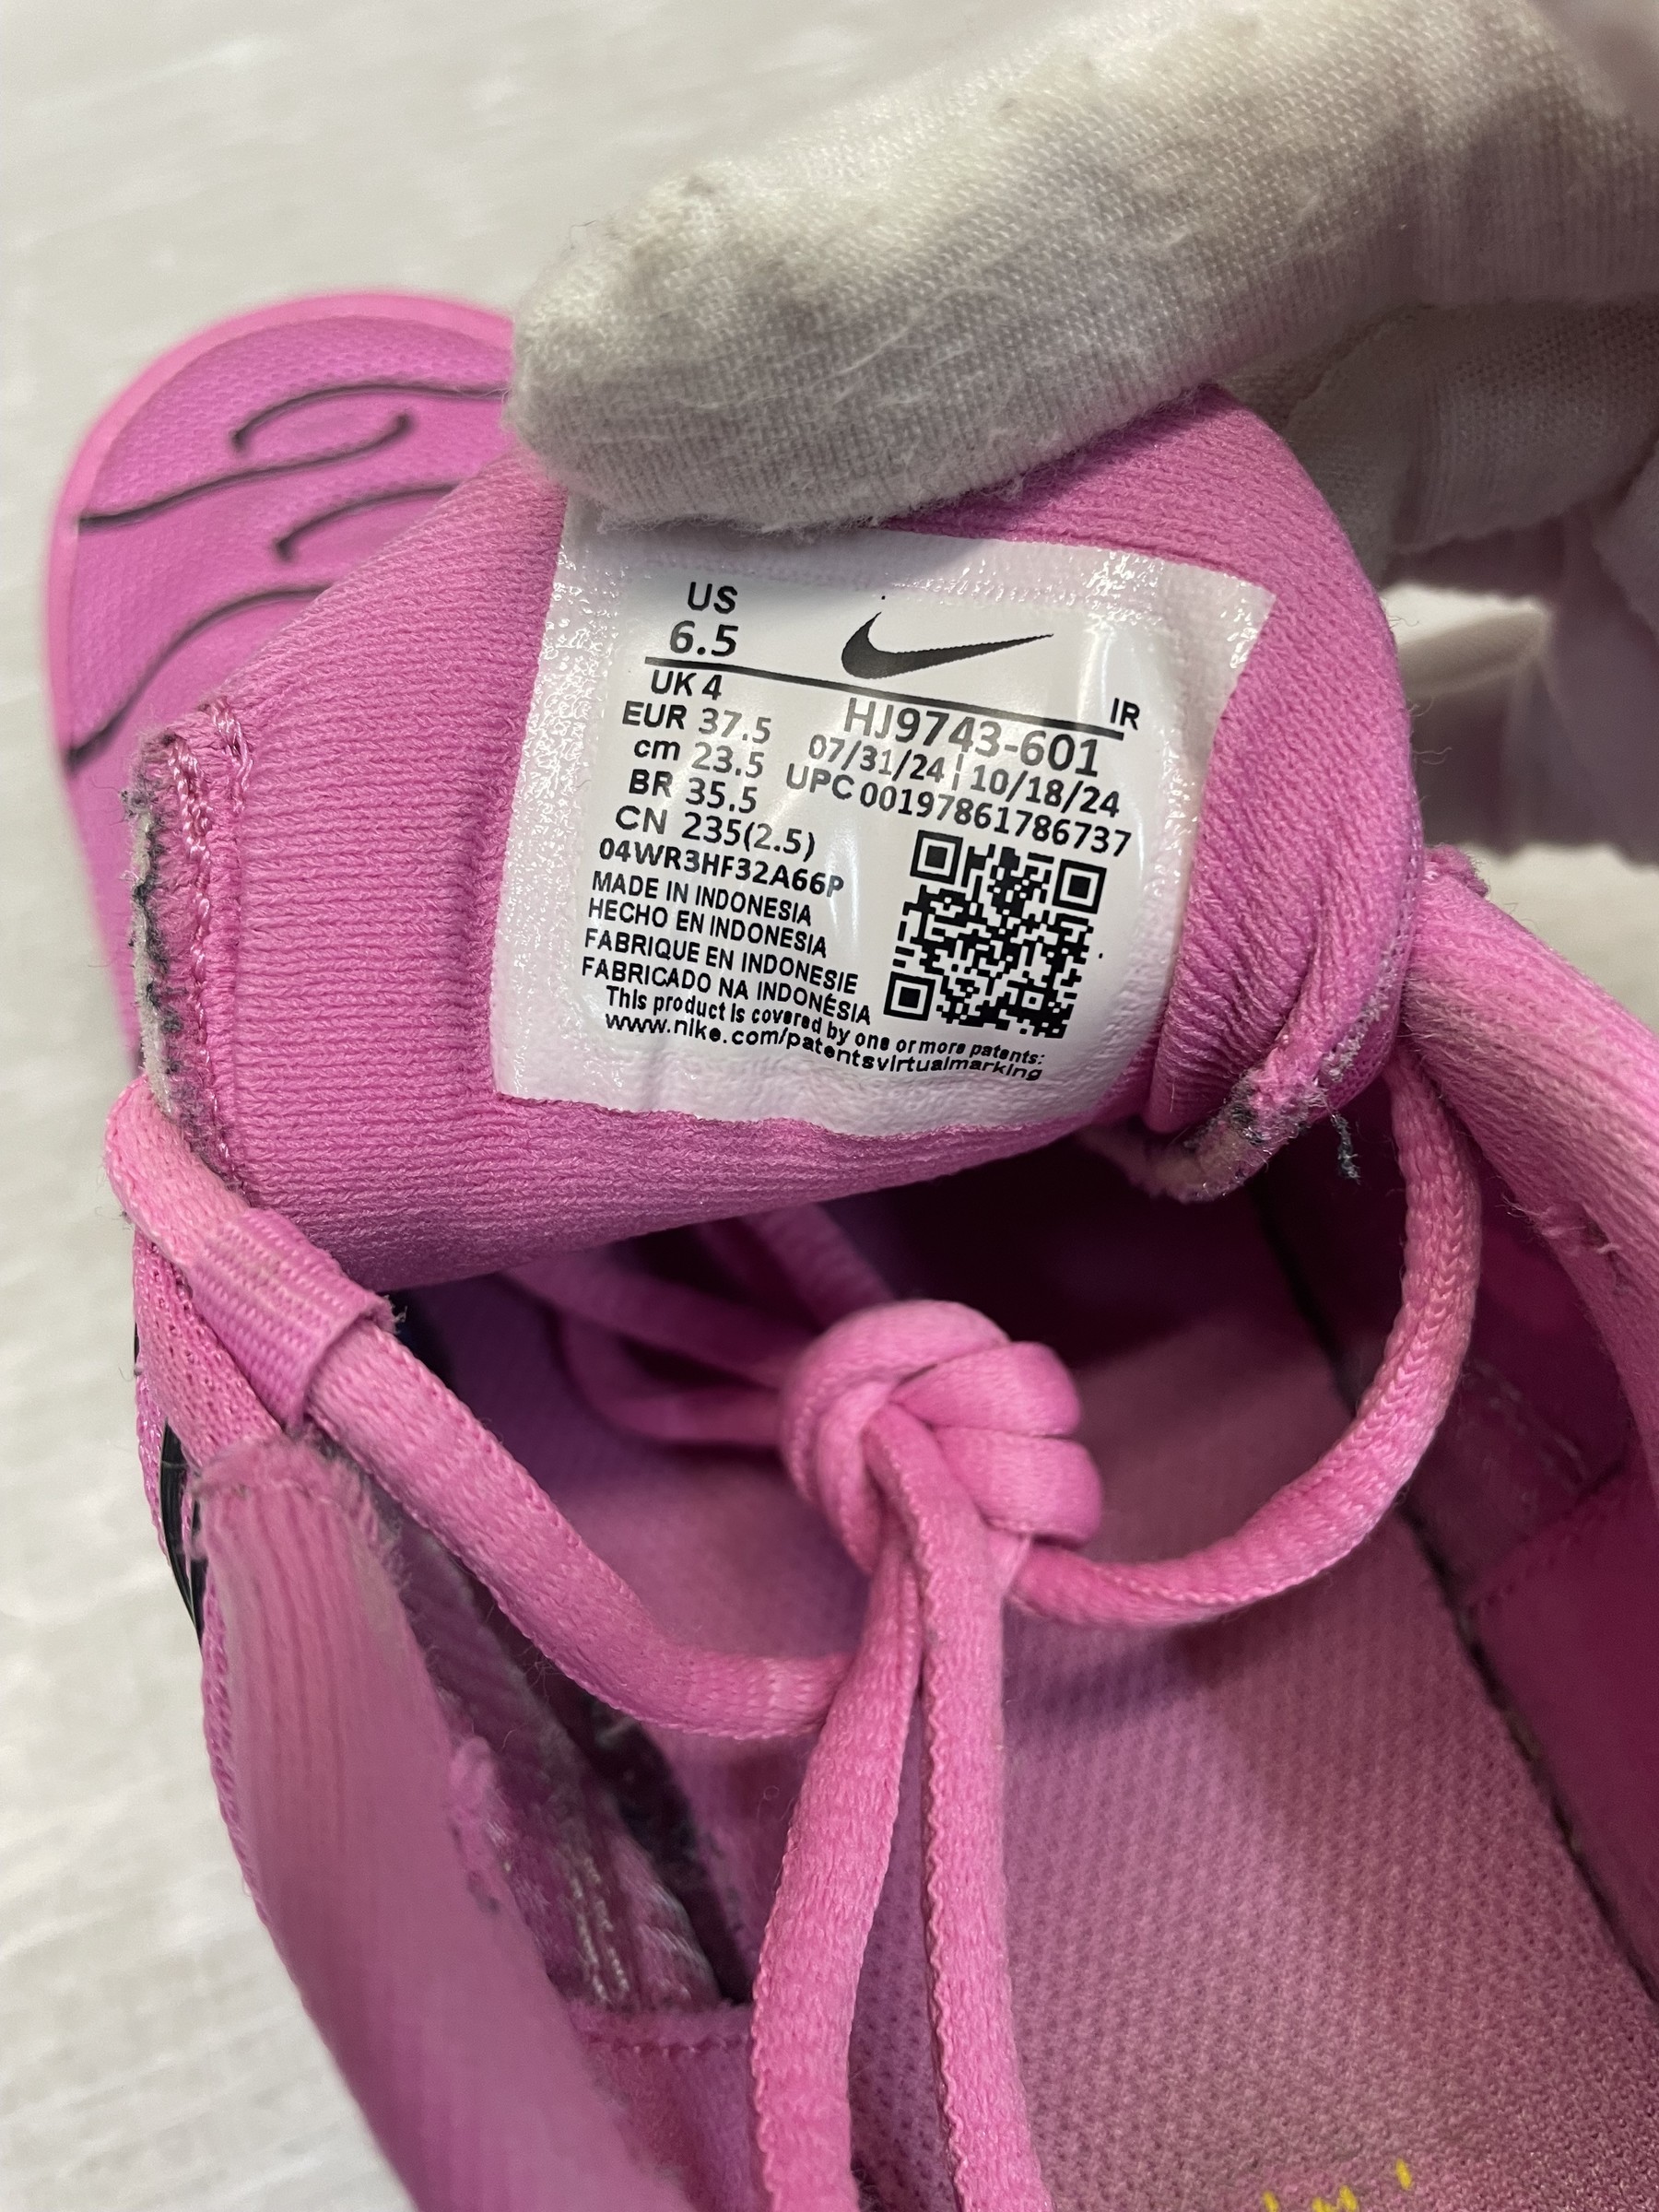 US
6.5
UK 4
EUR 37.5
cm 23.5
BR 35.5
CN 235(2.5)
04WR3HF32A66P
MADE IN INDONESIA
HECHO EN INDONESIA
FABRIQUE EN INDONESIE
FABRICADO NA INDONÉSIA
This product is covered by one or more patents:
www.nike.com/patentsvirtualmarking
IR
HJ9743-601
07/31/24 | 10/18/24
UPC 00197861786737